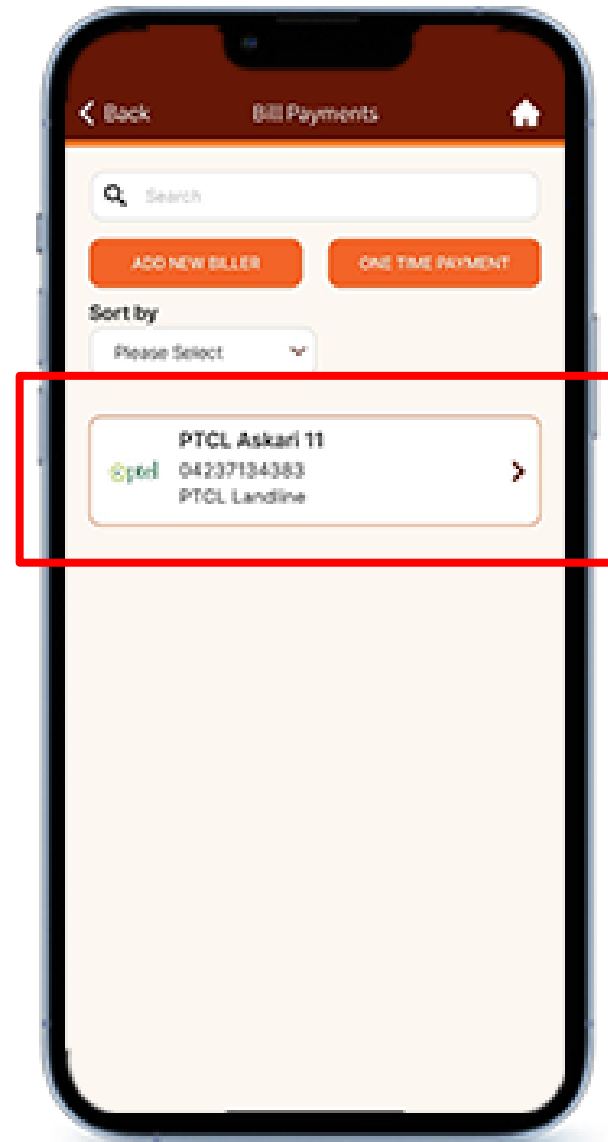 Back
Bill Payments
Search
ADD NEW BILLER
ONE TIME PAYMENT
Sort by
Please Select
PTCL Askari 11
ptcl
04237134383
PTCL Landline